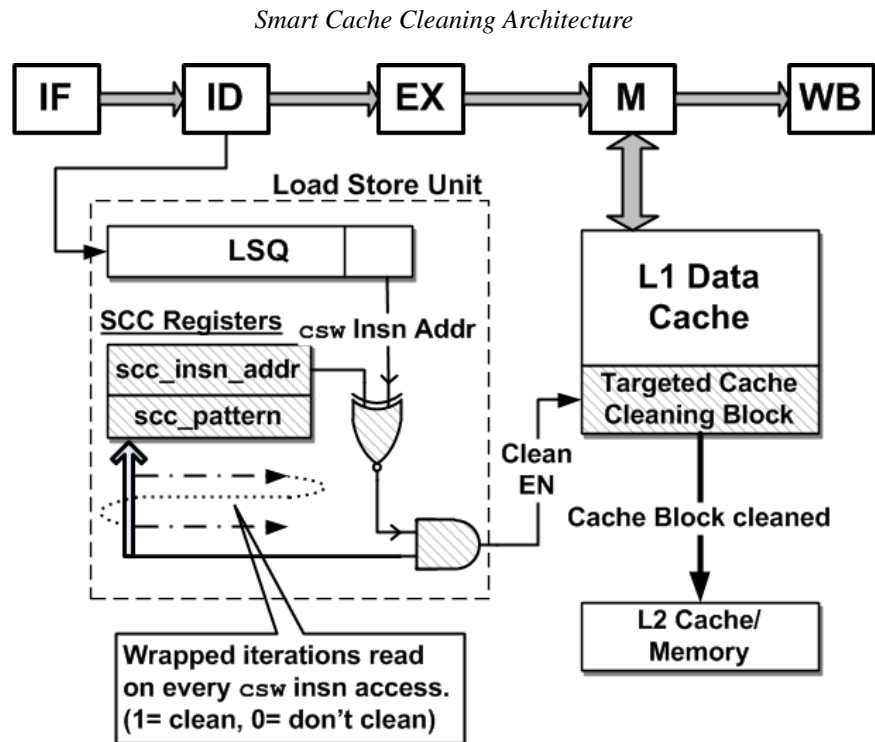 Smart Cache Cleaning Architecture
IF
ID
EX
M
WB
Load Store Unit
LSQ
SCC Registers
csw Insn Addr
scc_insn_addr
scc_pattern
L1 Data
Cache
Targeted Cache
Cleaning Block
Clean
EN
Cache Block cleaned
L2 Cache/
Memory
Wrapped iterations read
on every csw insn access.
(1= clean, 0= don't clean)